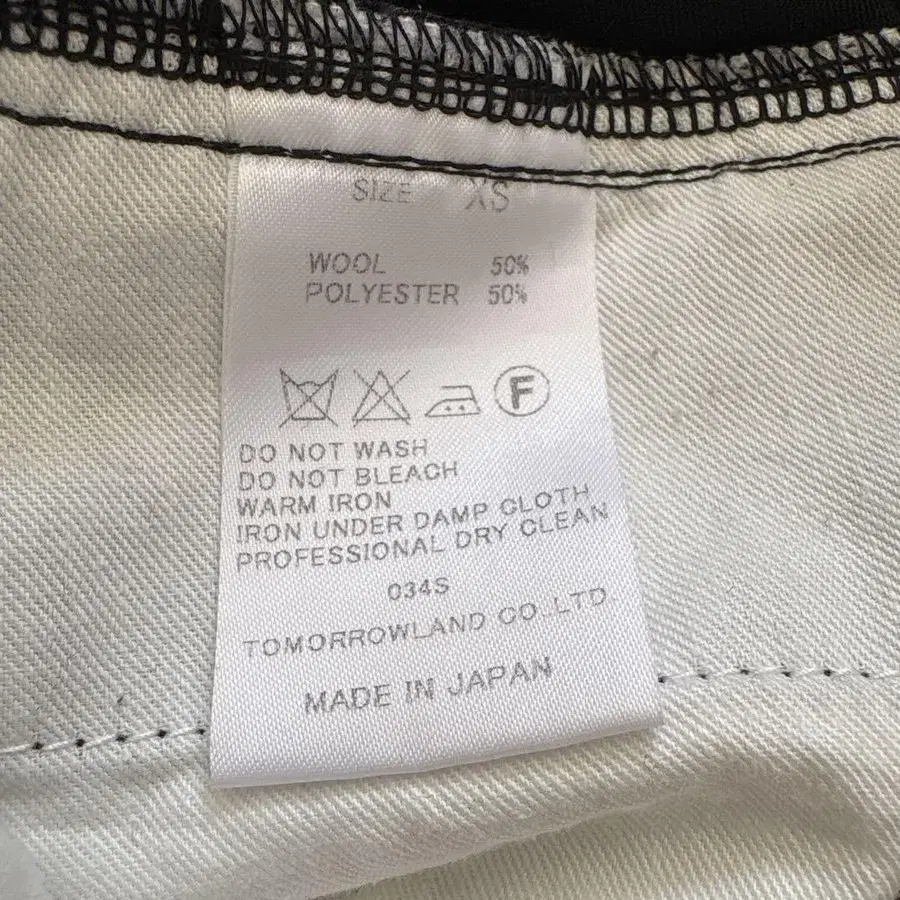 SIZE XS
WOOL 50%
POLYESTER 50%
F
DO NOT WASH
DO NOT BLEACH
WARM IRON
IRON UNDER DAMP CLOTH
PROFESSIONAL DRY CLEAN
034S
TOMORROWLAND CO.,LTD
MADE IN JAPAN